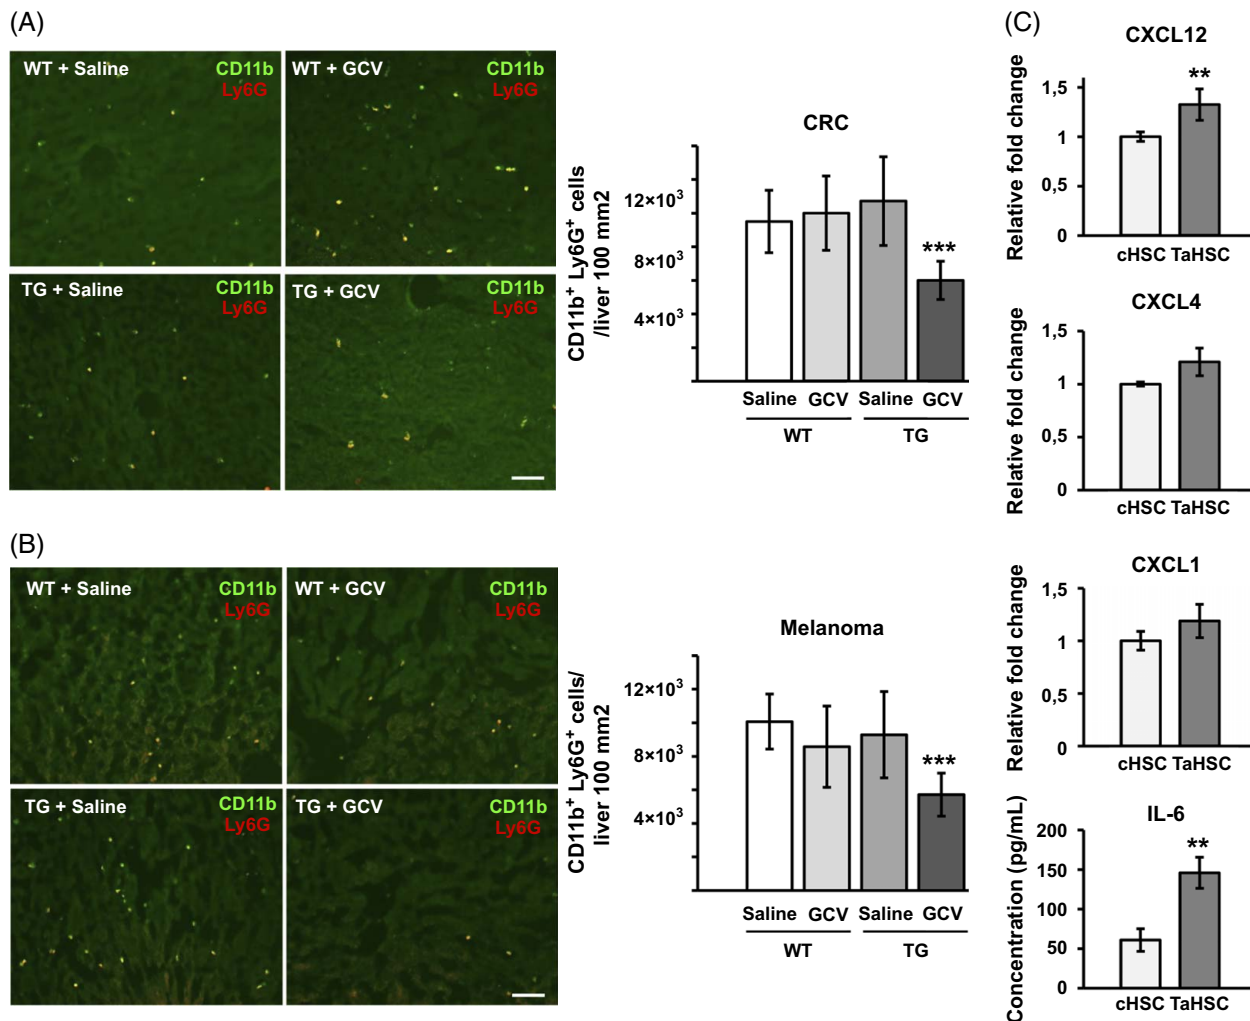 (A)
WT + Saline
CD11b
Ly6G
WT + GCV
CD11b
Ly6G
TG + Saline
CD11b
Ly6G
TG + GCV
CD11b
Ly6G
CRC
CD11b⁺ Ly6G⁺ cells
/liver 100 mm2
12×10³
8×10³
4×10³
Saline GCV Saline GCV
WT TG
***
(B)
WT + Saline
CD11b
Ly6G
WT + GCV
CD11b
Ly6G
TG + Saline
CD11b
Ly6G
TG + GCV
CD11b
Ly6G
Melanoma
CD11b⁺ Ly6G⁺ cells/
liver 100 mm2
12×10³
8×10³
4×10³
***
Saline GCV Saline GCV
WT TG
(C)
CXCL12
Relative fold change
1,5
1
0,5
0
**
cHSC TaHSC
CXCL4
Relative fold change
1,5
1
0,5
0
cHSC TaHSC
CXCL1
Relative fold change
1,5
1
0,5
0
cHSC TaHSC
IL-6
Concentration (pg/mL)
200
150
100
50
0
**
cHSC TaHSC